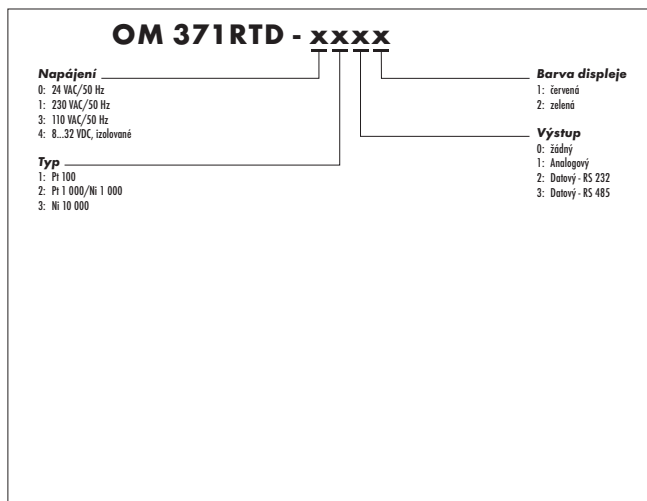 OM 371RTD - xxxx
Napájení
0: 24 VAC/50 Hz
1: 230 VAC/50 Hz
3: 110 VAC/50 Hz
4: 8...32 VDC, izolované
Typ
1: Pt 100
2: Pt 1 000/Ni 1 000
3: Ni 10 000
Barva displeje
1: červená
2: zelená
Výstup
0: žádný
1: Analogový
2: Datový - RS 232
3: Datový - RS 485